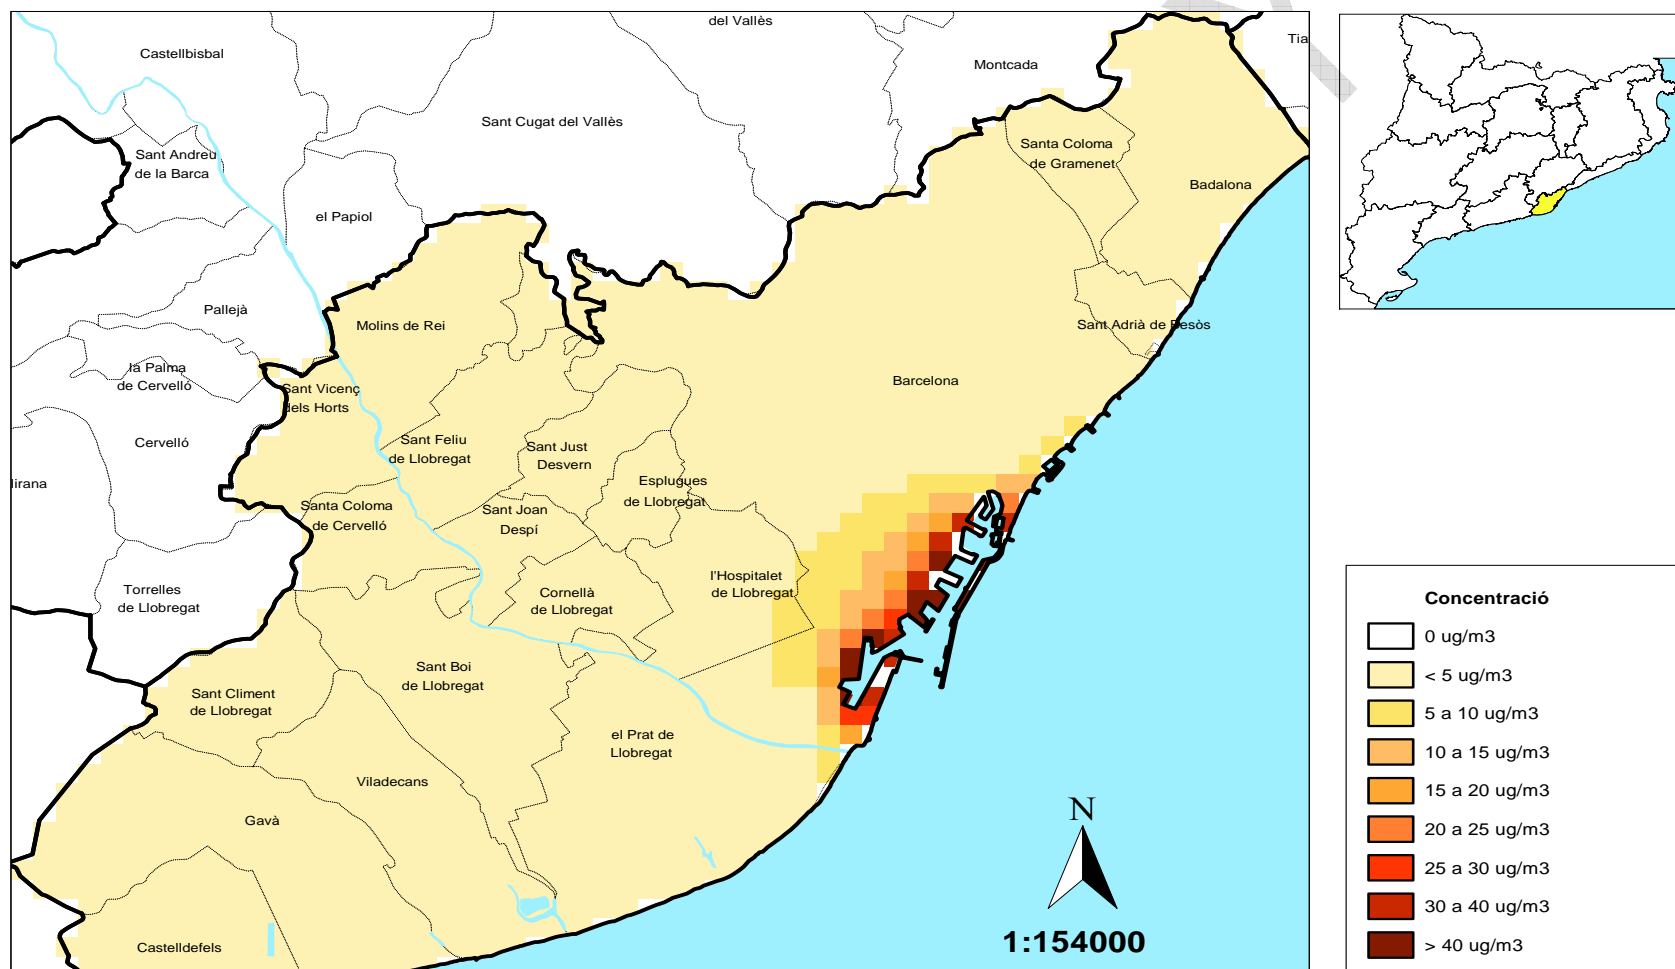 del Vallès
Tia
Castellbisbal
Montcada
Sant Cugat del Vallès
Sant Andreu
de la Barca
Santa Coloma
de Gramenet
Badalona
el Papiol
Pallejà
Molins de Rei
Sant Adrià de Besòs
la Palma
de Cervelló
Sant Vicenç
dels Horts
Barcelona
Cervelló
Sant Feliu
de Llobregat
Sant Just
Desvern
Esplugues
de Llobregat
lirana
Santa Coloma
de Cervelló
Sant Joan
Despí
Torrelles
de Llobregat
Cornellà
de Llobregat
l'Hospitalet
de Llobregat
Sant Boi
de Llobregat
Sant Climent
de Llobregat
el Prat de
Llobregat
Viladecans
Gavà
Castelldefels
N
1:154000
Concentració
0 ug/m3
< 5 ug/m3
5 a 10 ug/m3
10 a 15 ug/m3
15 a 20 ug/m3
20 a 25 ug/m3
25 a 30 ug/m3
30 a 40 ug/m3
> 40 ug/m3